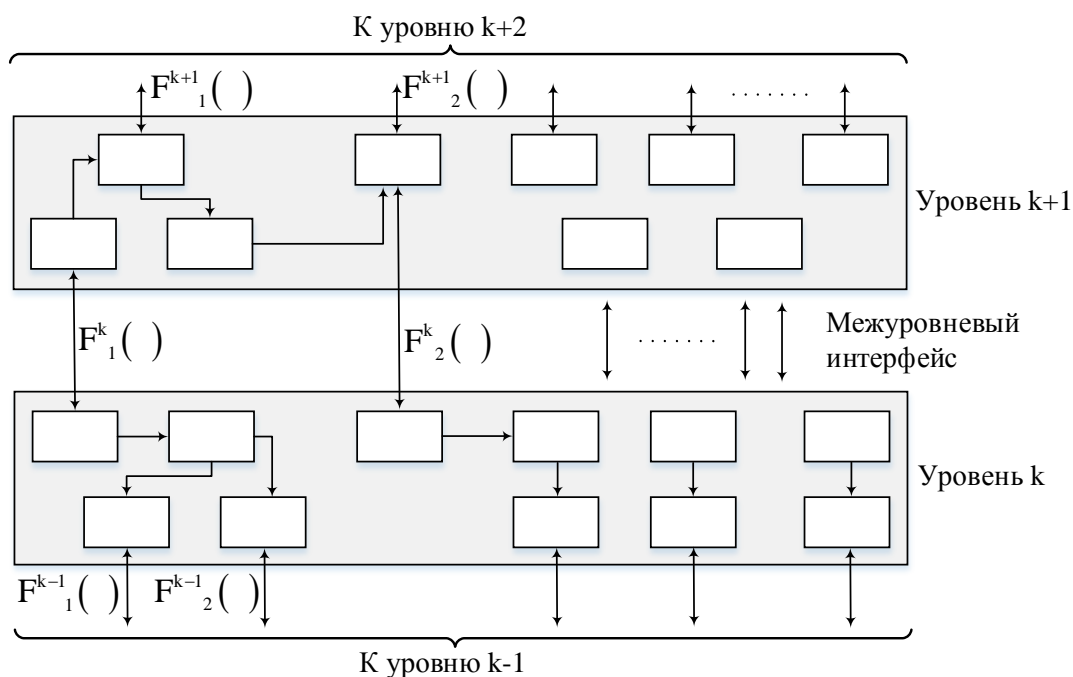 К уровню k+2
F^{k+1}_1( ) F^{k+1}_2( ) .......
Уровень k+1
F^k_1( ) F^k_2( ) .......
Межуровневый
интерфейс
Уровень k
F^{k-1}_1( ) F^{k-1}_2( )
К уровню k-1